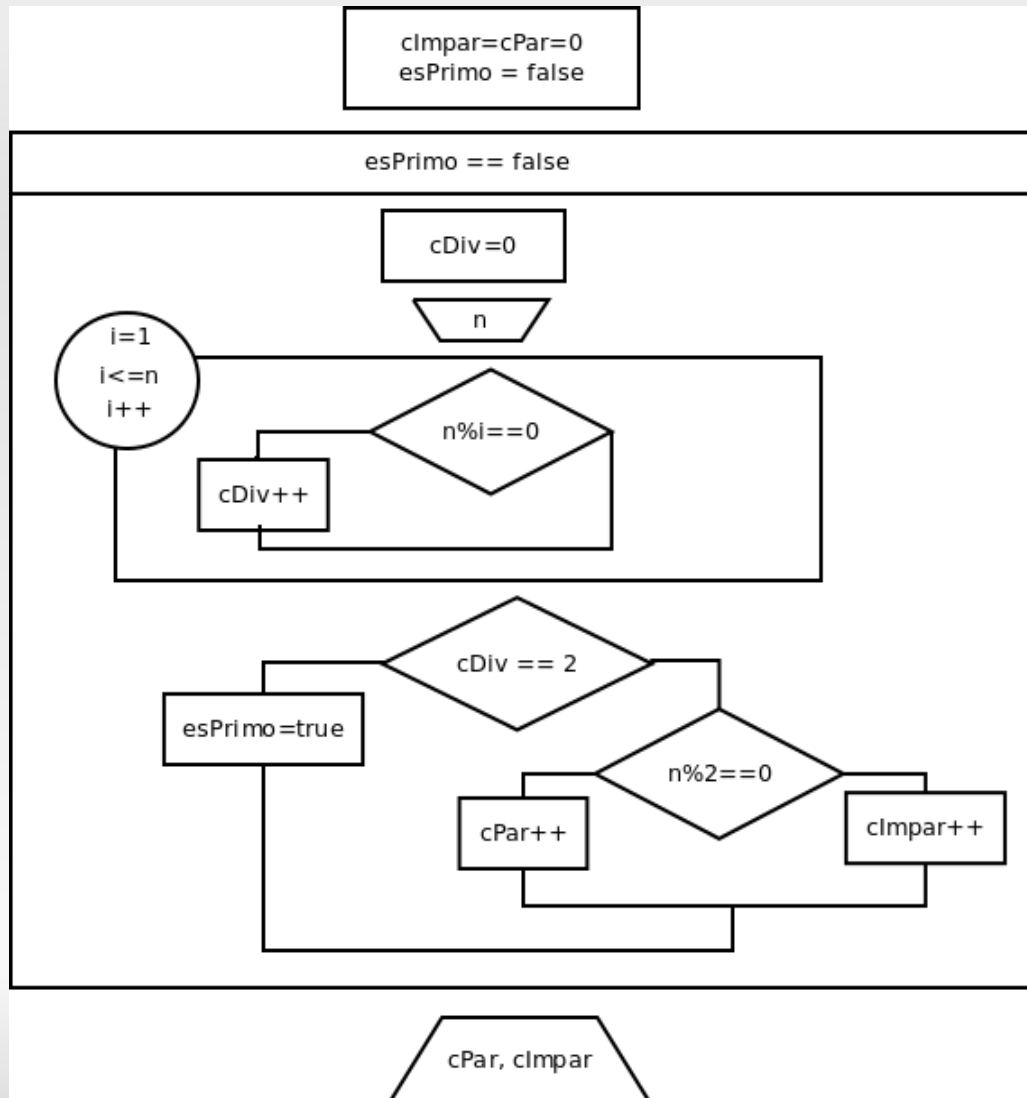 cImpar=cPar=0
esPrimo = false
esPrimo == false
cDiv=0
n
i=1
i<=n
i++
n%i==0
cDiv++
cDiv == 2
esPrimo=true
n%2==0
cPar++
cImpar++
cPar, cImpar